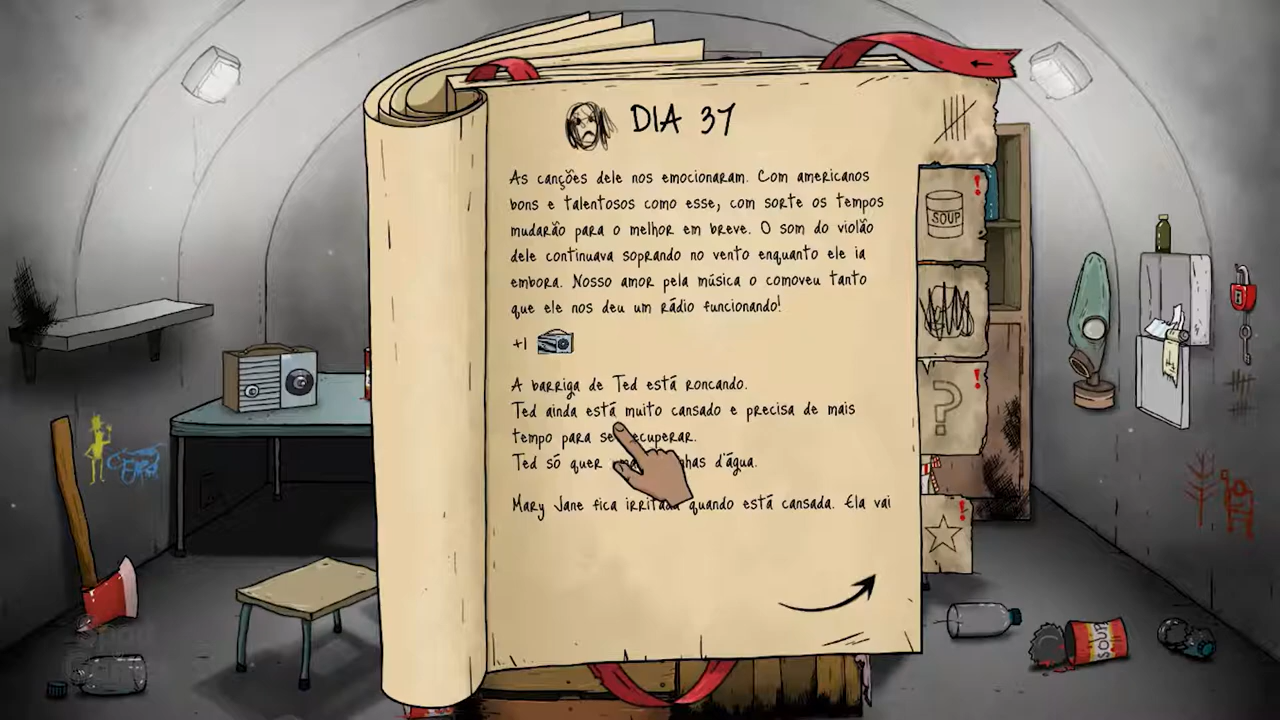 DIA 37
As canções dele nos emocionaram. Com americanos
bons e talentosos como esse, com sorte os tempos
mudarão para o melhor em breve. O som do violão
dele continuava soprando no vento enquanto ele ia
embora. Nosso amor pela música o comoveu tanto
que ele nos deu um rádio funcionando!
+1
A barriga de Ted está roncando.
Ted ainda está muito cansado e precisa de mais
tempo para se recuperar.
Ted só quer d'água.
Mary Jane fica irritada quando está cansada. Ela vai
SOUP
?
SOUP